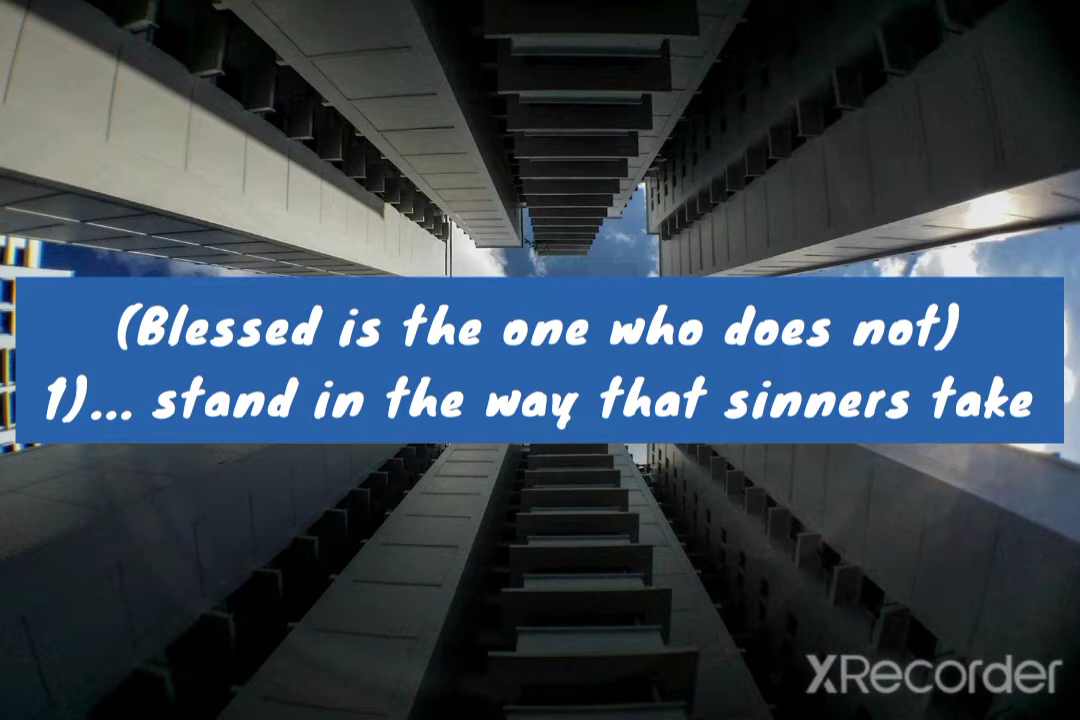 (Blessed is the one who does not)
1)... stand in the way that sinners take
XRecorder